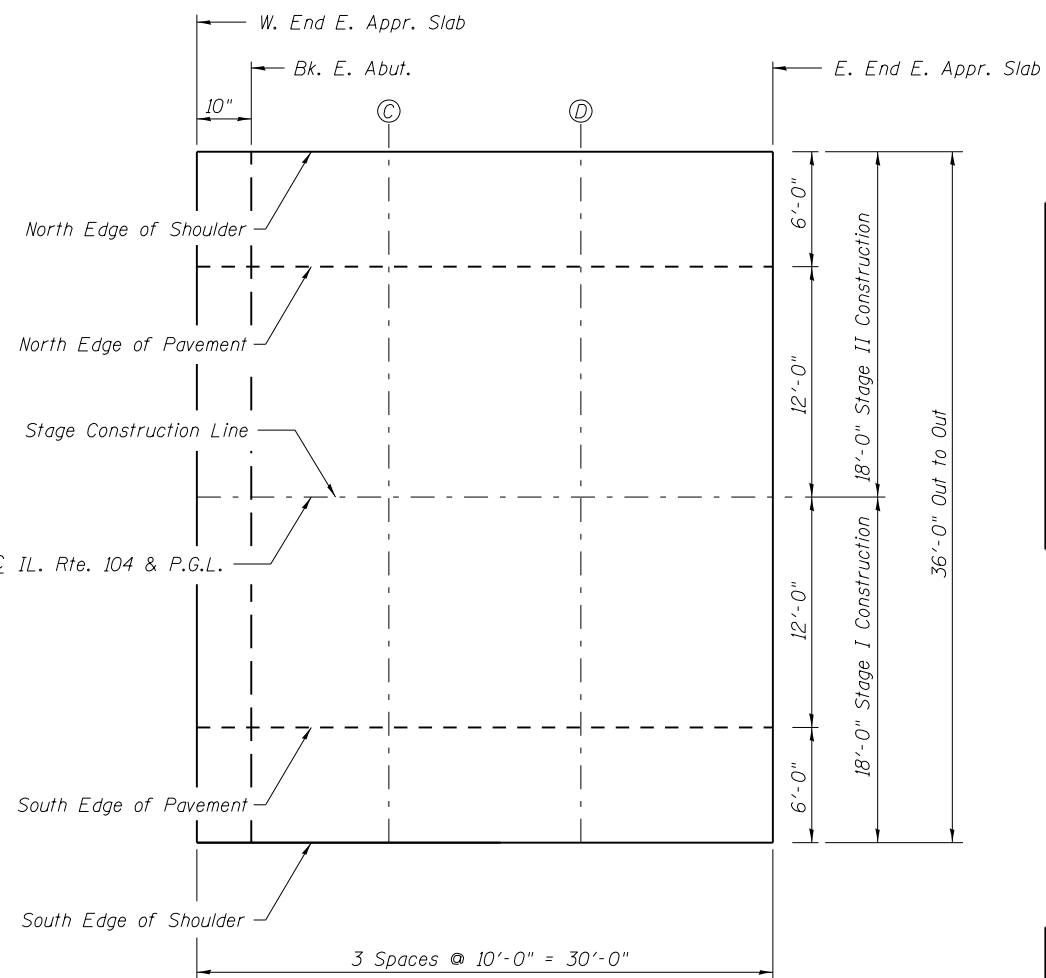 W. End E. Appr. Slab
Bk. E. Abut.
E. End E. Appr. Slab
10"
C
D
North Edge of Shoulder
6'-0"
North Edge of Pavement
12'-0"
18'-0" Stage II Construction
Stage Construction Line
36'-0" Out to Out
℄ IL. Rte. 104 & P.G.L.
12'-0"
18'-0" Stage I Construction
South Edge of Pavement
6'-0"
South Edge of Shoulder
3 Spaces @ 10'-0" = 30'-0"